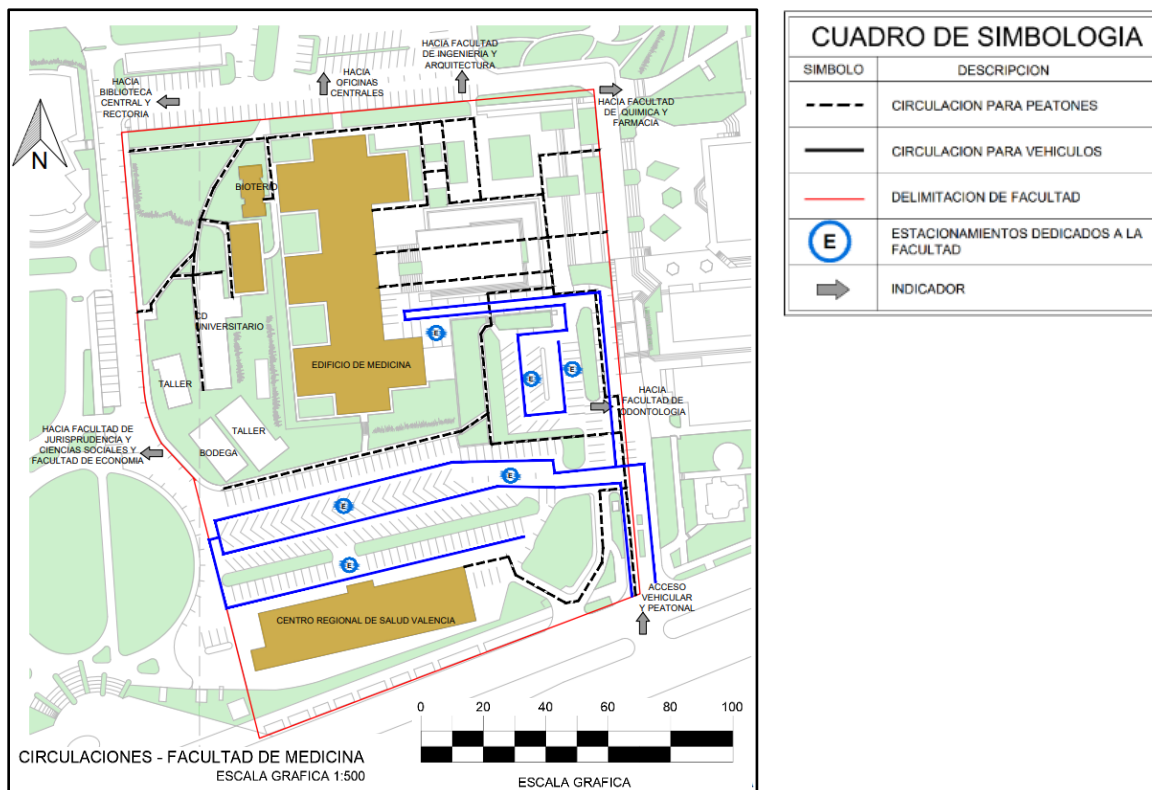 HACIA FACULTAD
DE INGENIERIA Y
ARQUITECTURA
HACIA
OFICINAS
CENTRALES
HACIA
BIBLIOTECA
CENTRAL Y
RECTORIA
HACIA FACULTAD
DE QUIMICA Y
FARMACIA
N
BIOTERIO
CD
UNIVERSITARIO
E
EDIFICIO DE MEDICINA
E
E
TALLER
HACIA
FACULTAD DE
ODONTOLOGIA
HACIA FACULTAD DE
JURISPRUDENCIA Y
CIENCIAS SOCIALES Y
FACULTAD DE ECONOMIA
TALLER
BODEGA
E
E
E
ACCESO
VEHICULAR
Y PEATONAL
CENTRO REGIONAL DE SALUD VALENCIA
0 20 40 60 80 100
CIRCULACIONES - FACULTAD DE MEDICINA
ESCALA GRAFICA 1:500
ESCALA GRAFICA
CUADRO DE SIMBOLOGIA
SIMBOLO DESCRIPCION
CIRCULACION PARA PEATONES
CIRCULACION PARA VEHICULOS
DELIMITACION DE FACULTAD
E
ESTACIONAMIENTOS DEDICADOS A LA
FACULTAD
INDICADOR